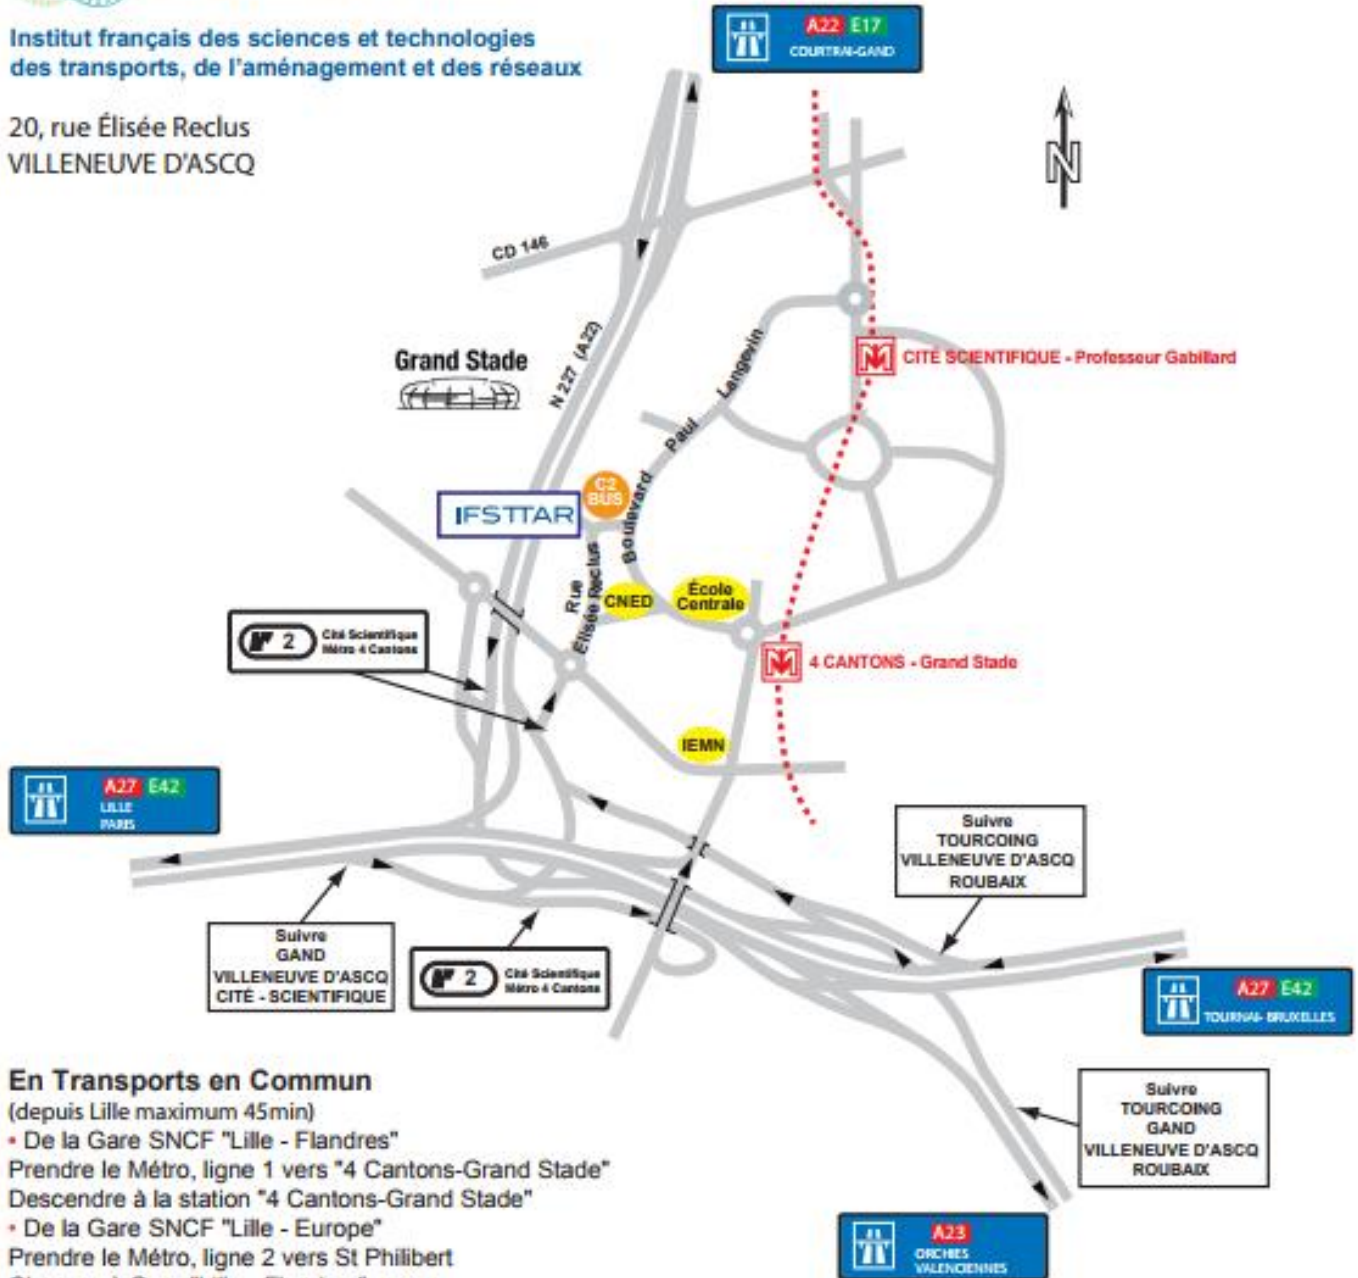 Institut français des sciences et technologies
des transports, de l'aménagement et des réseaux
20, rue Élisée Reclus
VILLENEUVE D'ASCQ
A22 E17
COURTRAI-GAND
N
CD 146
N 227 (A22)
Grand Stade
Boulevard Paul Langevin
CITÉ SCIENTIFIQUE - Professeur Gabillard
C2
BUS
IFSTTAR
Rue
Élisée Reclus
CNED
École
Centrale
2
Cité Scientifique
Métro 4 Cantons
4 CANTONS - Grand Stade
IEMN
A27 E42
LILLE
PARIS
Suivre
TOURCOING
VILLENEUVE D'ASCQ
ROUBAIX
Suivre
GAND
VILLENEUVE D'ASCQ
CITÉ - SCIENTIFIQUE
2
Cité Scientifique
Métro 4 Cantons
A27 E42
TOURNAI- BRUXELLES
Suivre
TOURCOING
GAND
VILLENEUVE D'ASCQ
ROUBAIX
A23
ORCHIES
VALENCIENNES
En Transports en Commun
(depuis Lille maximum 45min)
• De la Gare SNCF "Lille - Flandres"
Prendre le Métro, ligne 1 vers "4 Cantons-Grand Stade"
Descendre à la station "4 Cantons-Grand Stade"
• De la Gare SNCF "Lille - Europe"
Prendre le Métro, ligne 2 vers St Philibert